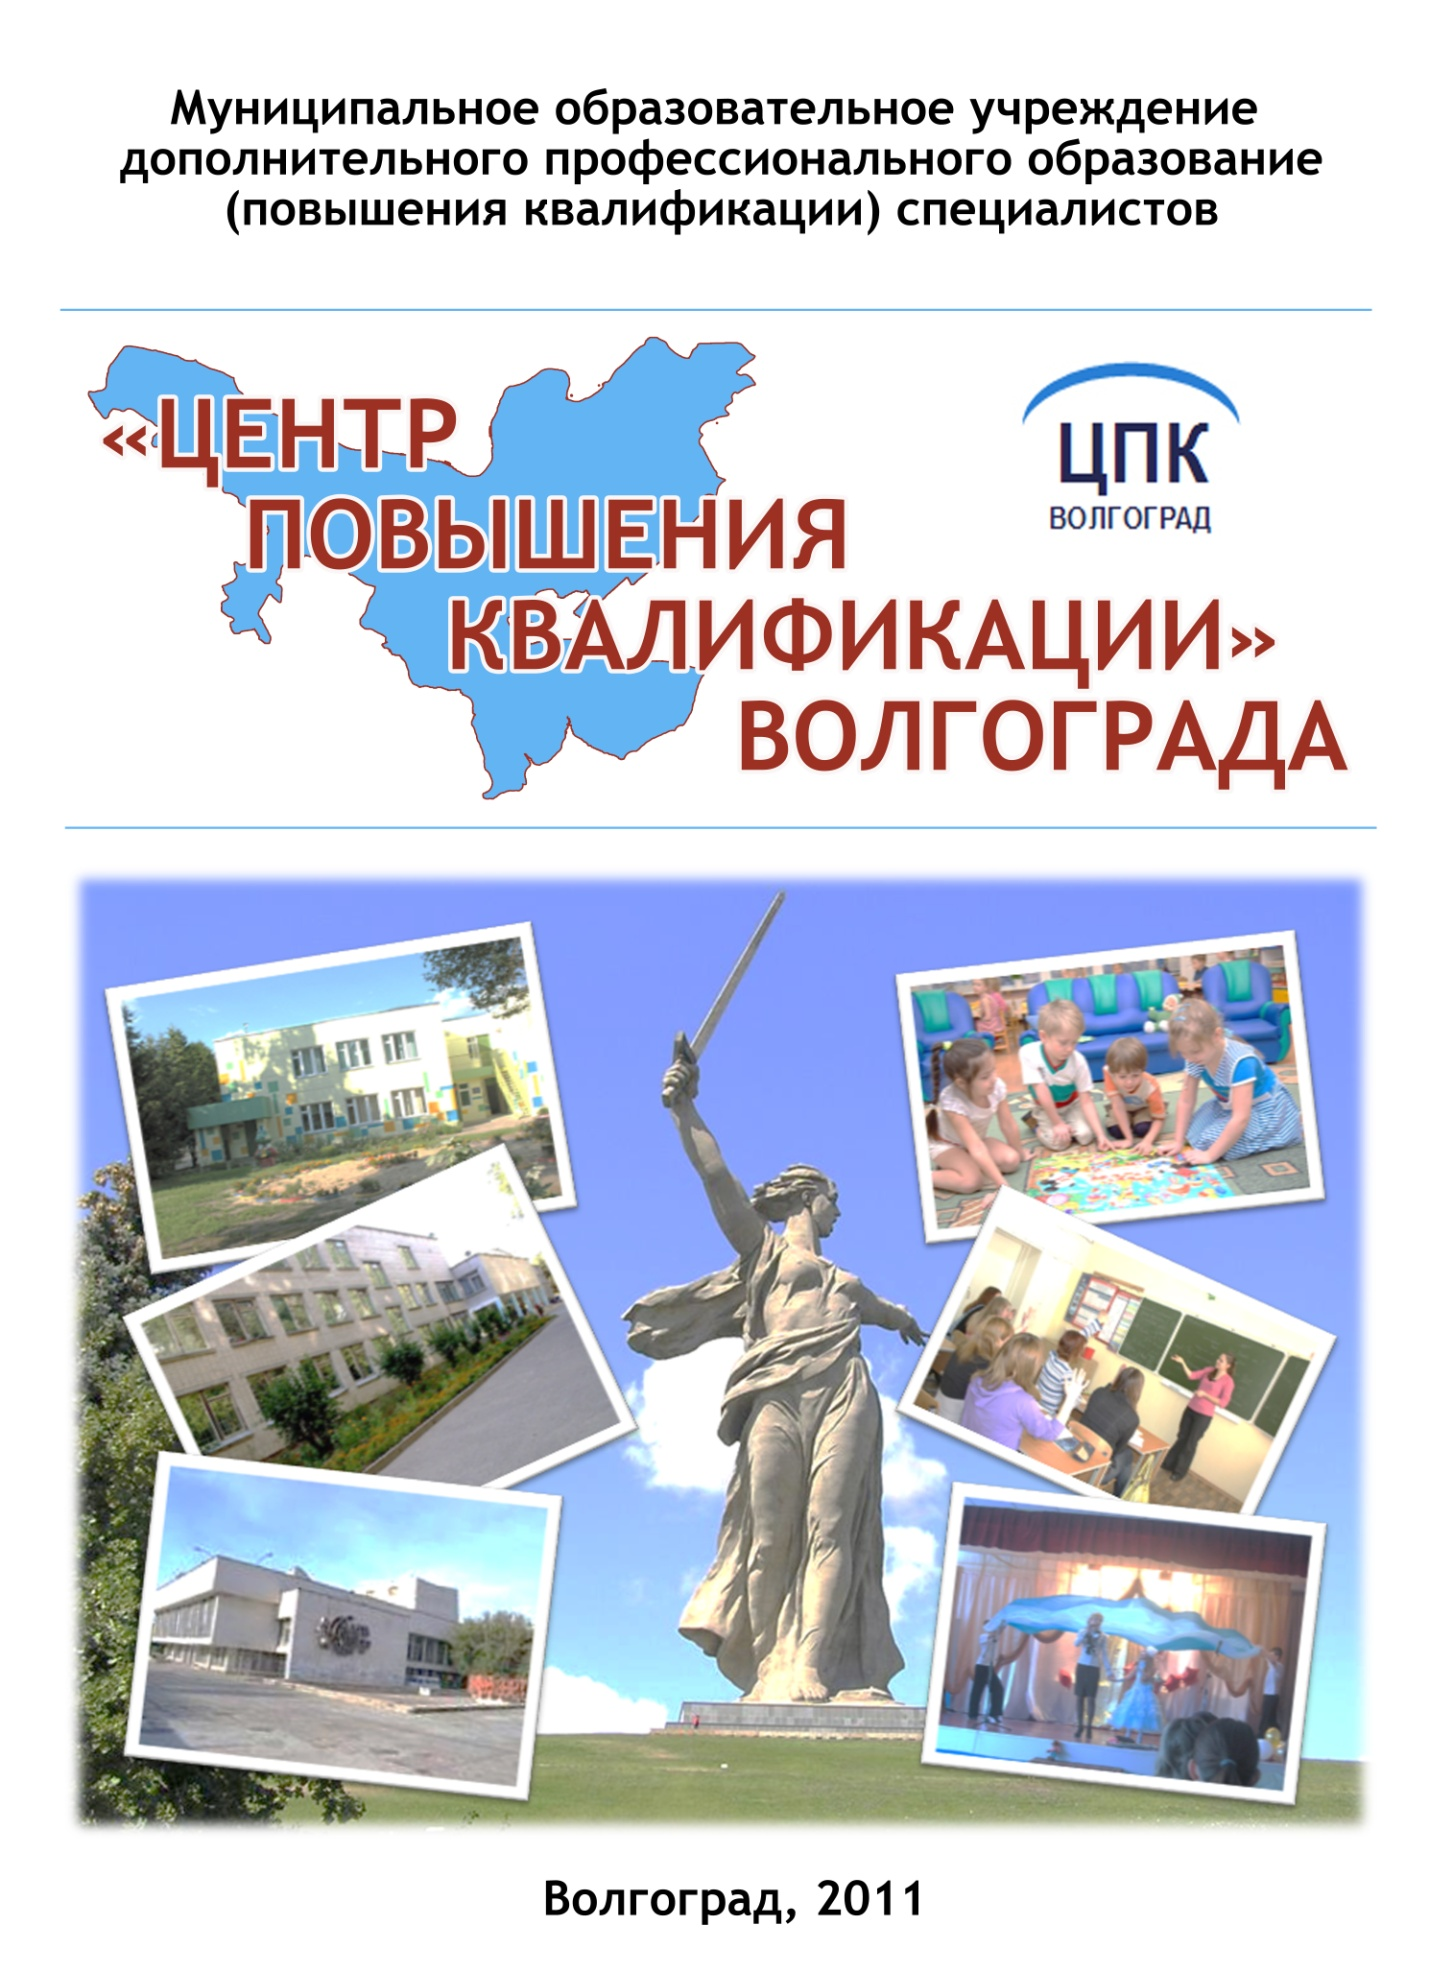 Муниципальное образовательное учреждение
дополнительного профессионального образование
(повышения квалификации) специалистов
«ЦЕНТР
ПОВЫШЕНИЯ
КВАЛИФИКАЦИИ»
ВОЛГОГРАДА
ЦПК
ВОЛГОГРАД
Волгоград, 2011